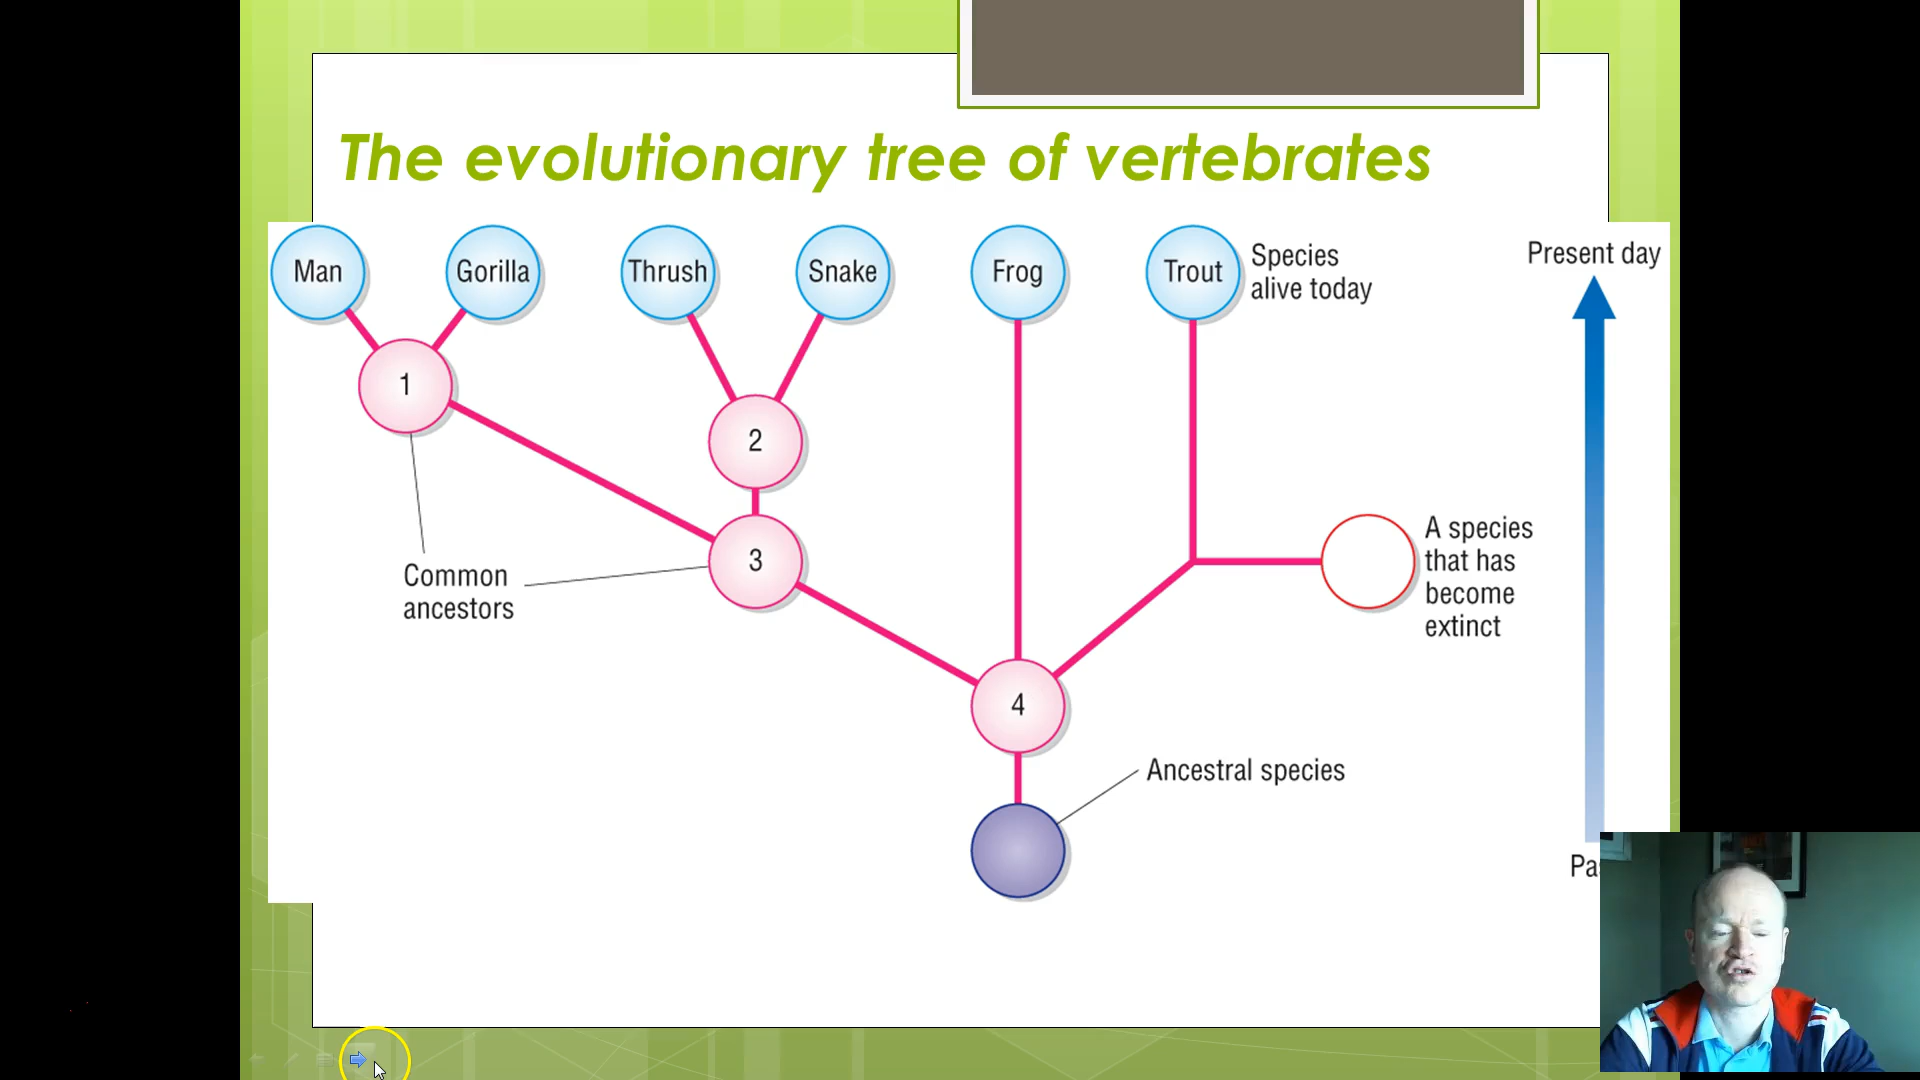 The evolutionary tree of vertebrates
Man
Gorilla
Thrush
Snake
Frog
Trout
Species
alive today
Present day
1
2
3
4
Common
ancestors
A species
that has
become
extinct
Ancestral species